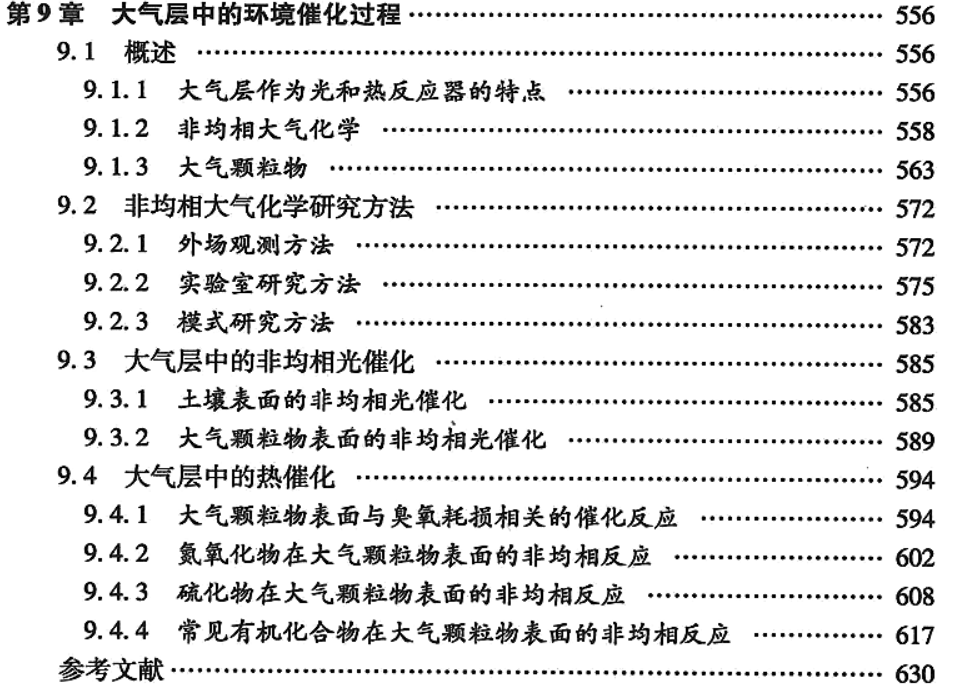 第9章 大气层中的环境催化过程 …… 556
9.1 概述 …… 556
9.1.1 大气层作为光和热反应器的特点 …… 556
9.1.2 非均相大气化学 …… 558
9.1.3 大气颗粒物 …… 563
9.2 非均相大气化学研究方法 …… 572
9.2.1 外场观测方法 …… 572
9.2.2 实验室研究方法 …… 575
9.2.3 模式研究方法 …… 583
9.3 大气层中的非均相光催化 …… 585
9.3.1 土壤表面的非均相光催化 …… 585
9.3.2 大气颗粒物表面的非均相光催化 …… 589
9.4 大气层中的热催化 …… 594
9.4.1 大气颗粒物表面与臭氧耗损相关的催化反应 …… 594
9.4.2 氮氧化物在大气颗粒物表面的非均相反应 …… 602
9.4.3 硫化物在大气颗粒物表面的非均相反应 …… 608
9.4.4 常见有机化合物在大气颗粒物表面的非均相反应 …… 617
参考文献 …… 630